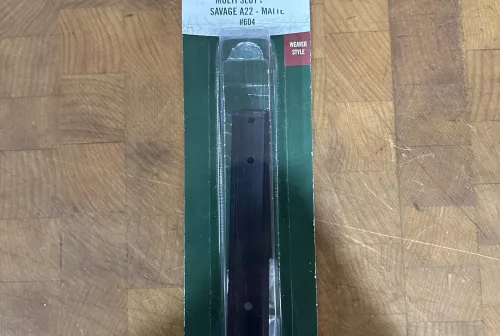 MULTI SLOT
SAVAGE A22 - MATTE
#604
WEAVER
STYLE